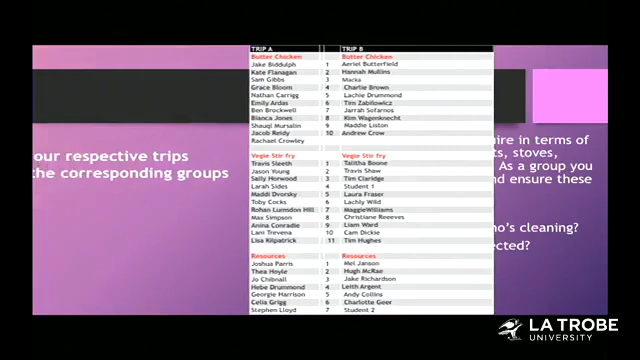 TRIP A TRIP B
Butter Chicken Butter Chicken
Jake Biddulph 1 Aeriel Butterfield
Kate Flanagan 2 Hannah Mullins
Sam Gibbs 3 Macka
Grace Bloom 4 Charlie Brown
Nathan Carrigg 5 Lachie Drummond
Emily Ardas 6 Tim Zabilowicz
Ben Brockwell 7 Jarrah Sofarnos
Bianca Jones 8 Kim Wagenknecht
Shauqi Mursalin 9 Maddie Liston
Jacob Reidy 10 Andrew Crow
Rachael Crowley
Vegie Stir fry Vegie Stir fry
Travis Sleeth 1 Talitha Boone
Jason Young 2 Travis Shaw
Sally Horwood 3 Tim Claridge
Larah Sides 4 Student 1
Maddi Dvorsky 5 Laura Fraser
Toby Cocks 6 Lachly Wild
Rohan Lumsdon Hill 7 MaggieWilliams
Max Simpson 8 Christiane Reeeves
Anina Conradie 9 Liam Ward
Lani Trevena 10 Cam Dickie
Lisa Kilpatrick 11 Tim Hughes
Resources Resources
Joshua Parris 1 Mel Janson
Thea Hoyle 2 Hugh McRae
Jo Chibnall 3 Jake Richardson
Hebe Drummond 4 Leith Argent
Georgie Harrison 5 Andy Collins
Celia Grigg 6 Charlotte Geer
Stephen Lloyd 7 Student 2
our respective trips
the corresponding groups
ire in terms of
ts, stoves,
As a group you
nd ensure these
no's cleaning?
ected?
LA TROBE
UNIVERSITY